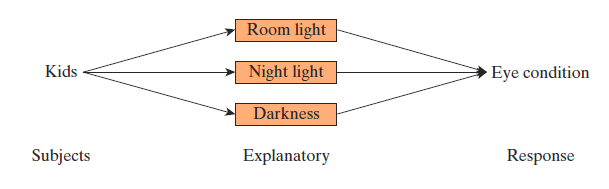 Room light
Kids
Night light
Eye condition
Darkness
Subjects
Explanatory
Response